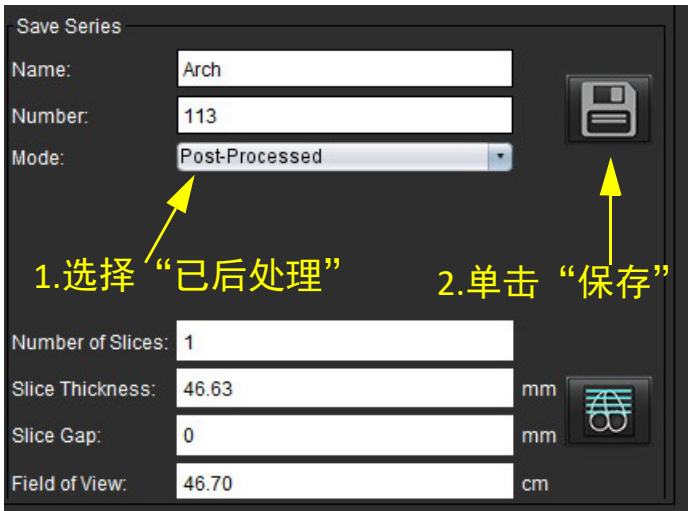 Save Series
Name: Arch
Number: 113
Mode: Post-Processed
1.选择“已后处理”
2.单击“保存”
Number of Slices: 1
Slice Thickness: 46.63 mm
Slice Gap: 0 mm
Field of View: 46.70 cm